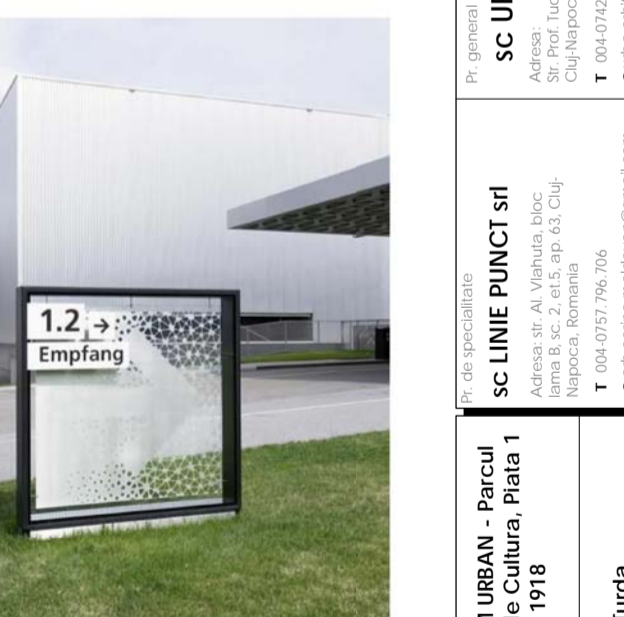 1.2 →
Empfang
Pr. general
SC
Adresa:
Str. Prof.
Cluj-Napoc
T 004-0742
Pr. de specialitate
SC LINIE PUNCT srl
Adresa: str. Al. Vlahuta, bloc
lama B, sc. 2, et.5, ap. 63, Cluj-
Napoca, Romania
T 004-0757.796.706
URBAN - Parcul
e Cultura, Piata 1
1918
Turda